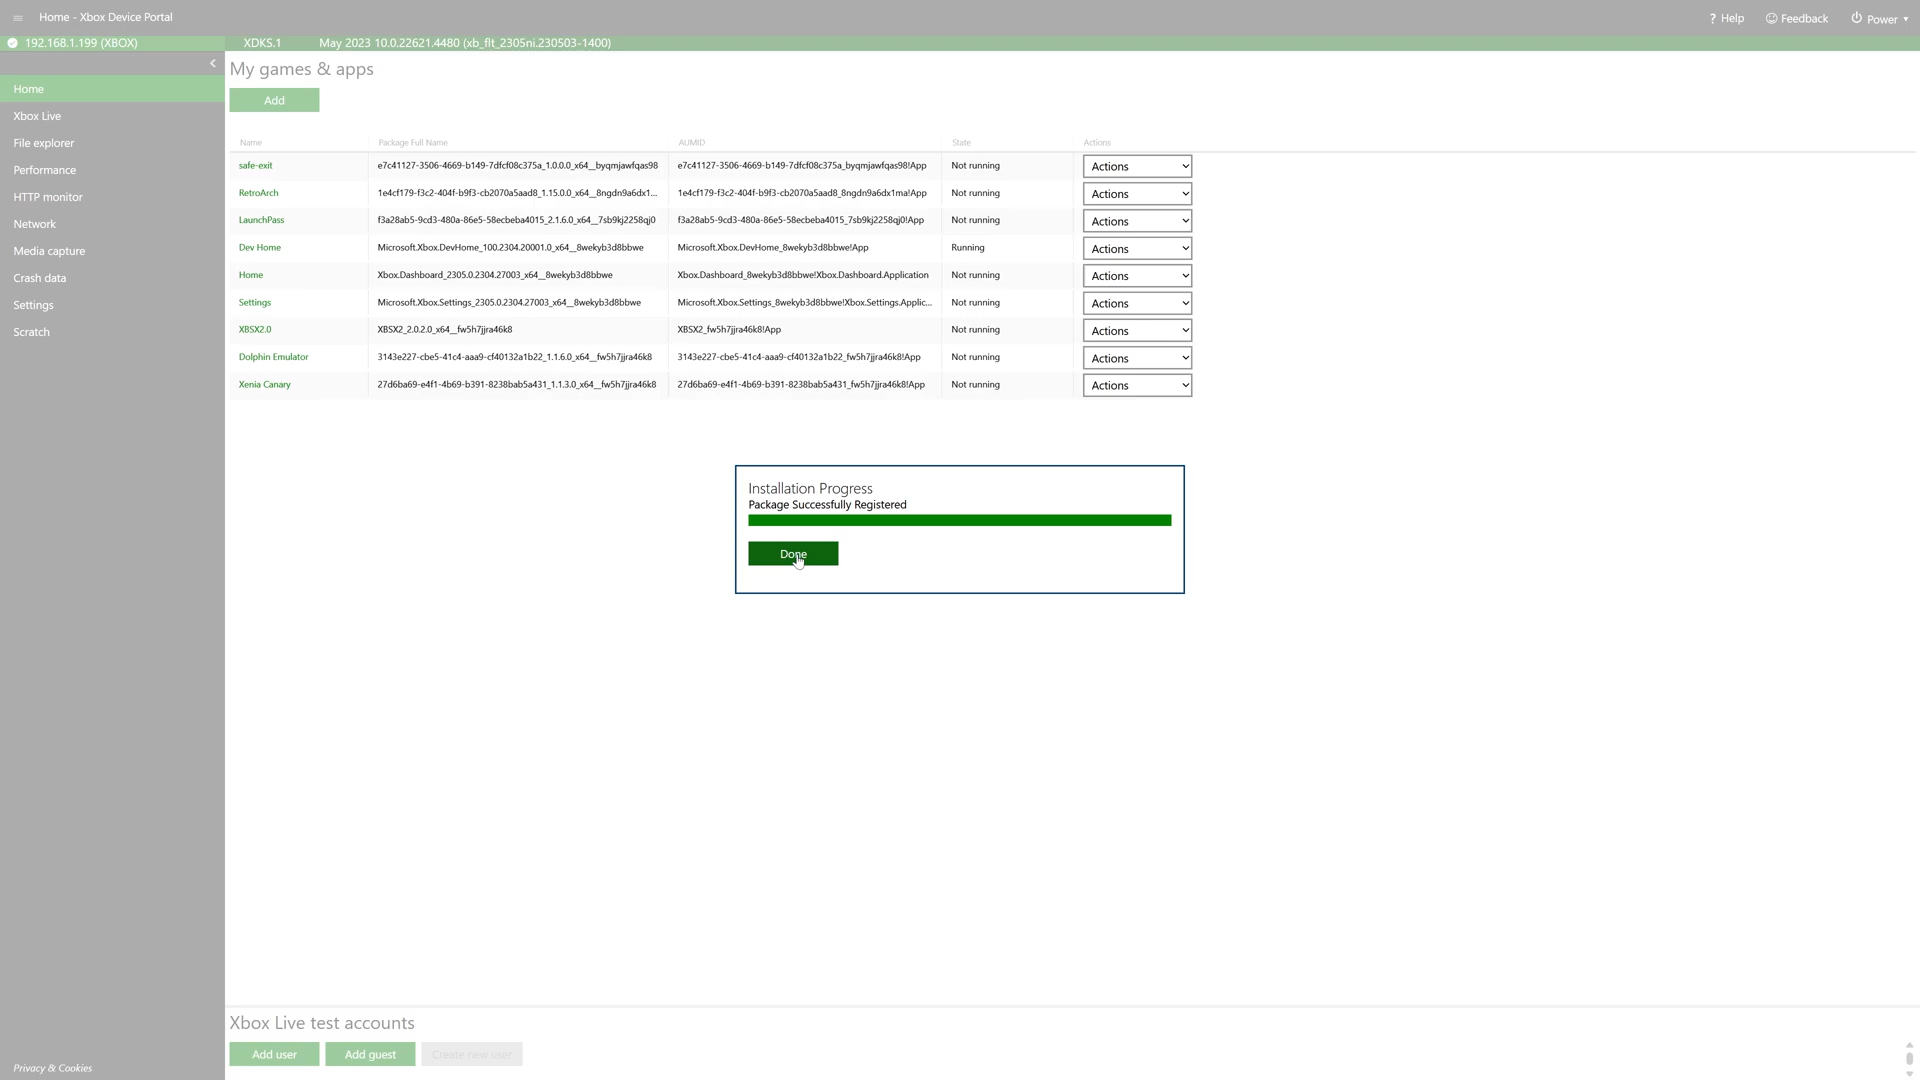 Home - Xbox Device Portal
? Help Feedback Power
192.168.1.199 (XBOX) XDKS.1 May 2023 10.0.22621.4480 (xb_flt_2305ni.230503-1400)
Home
Xbox Live
File explorer
Performance
HTTP monitor
Network
Media capture
Crash data
Settings
Scratch
Privacy & Cookies
My games & apps
Add
Name Package Full Name AUMID State Actions
safe-exit e7c41127-3506-4669-b149-7dfcf08c375a_1.0.0.0_x64__byqmjawfqas98 e7c41127-3506-4669-b149-7dfcf08c375a_byqmjawfqas98!App Not running Actions
RetroArch 1e4cf179-f3c2-404f-b9f3-cb2070a5aad8_1.15.0.0_x64__8ngdn9a6dx1... 1e4cf179-f3c2-404f-b9f3-cb2070a5aad8_8ngdn9a6dx1ma!App Not running Actions
LaunchPass f3a28ab5-9cd3-480a-86e5-58ecbeba4015_2.1.6.0_x64__7sb9kj2258qj0 f3a28ab5-9cd3-480a-86e5-58ecbeba4015_7sb9kj2258qj0!App Not running Actions
Dev Home Microsoft.Xbox.DevHome_100.2304.20001.0_x64__8wekyb3d8bbwe Microsoft.Xbox.DevHome_8wekyb3d8bbwe!App Running Actions
Home Xbox.Dashboard_2305.0.2304.27003_x64__8wekyb3d8bbwe Xbox.Dashboard_8wekyb3d8bbwe!Xbox.Dashboard.Application Not running Actions
Settings Microsoft.Xbox.Settings_2305.0.2304.27003_x64__8wekyb3d8bbwe Microsoft.Xbox.Settings_8wekyb3d8bbwe!Xbox.Settings.Applic... Not running Actions
XBSX2.0 XBSX2_2.0.2.0_x64__fw5h7jjra46k8 XBSX2_fw5h7jjra46k8!App Not running Actions
Dolphin Emulator 3143e227-cbe5-41c4-aaa9-cf40132a1b22_1.1.6.0_x64__fw5h7jjra46k8 3143e227-cbe5-41c4-aaa9-cf40132a1b22_fw5h7jjra46k8!App Not running Actions
Xenia Canary 27d6ba69-e4f1-4b69-b391-8238bab5a431_1.1.3.0_x64__fw5h7jjra46k8 27d6ba69-e4f1-4b69-b391-8238bab5a431_fw5h7jjra46k8!App Not running Actions
Installation Progress
Package Successfully Registered
Done
Xbox Live test accounts
Add user Add guest Create new user